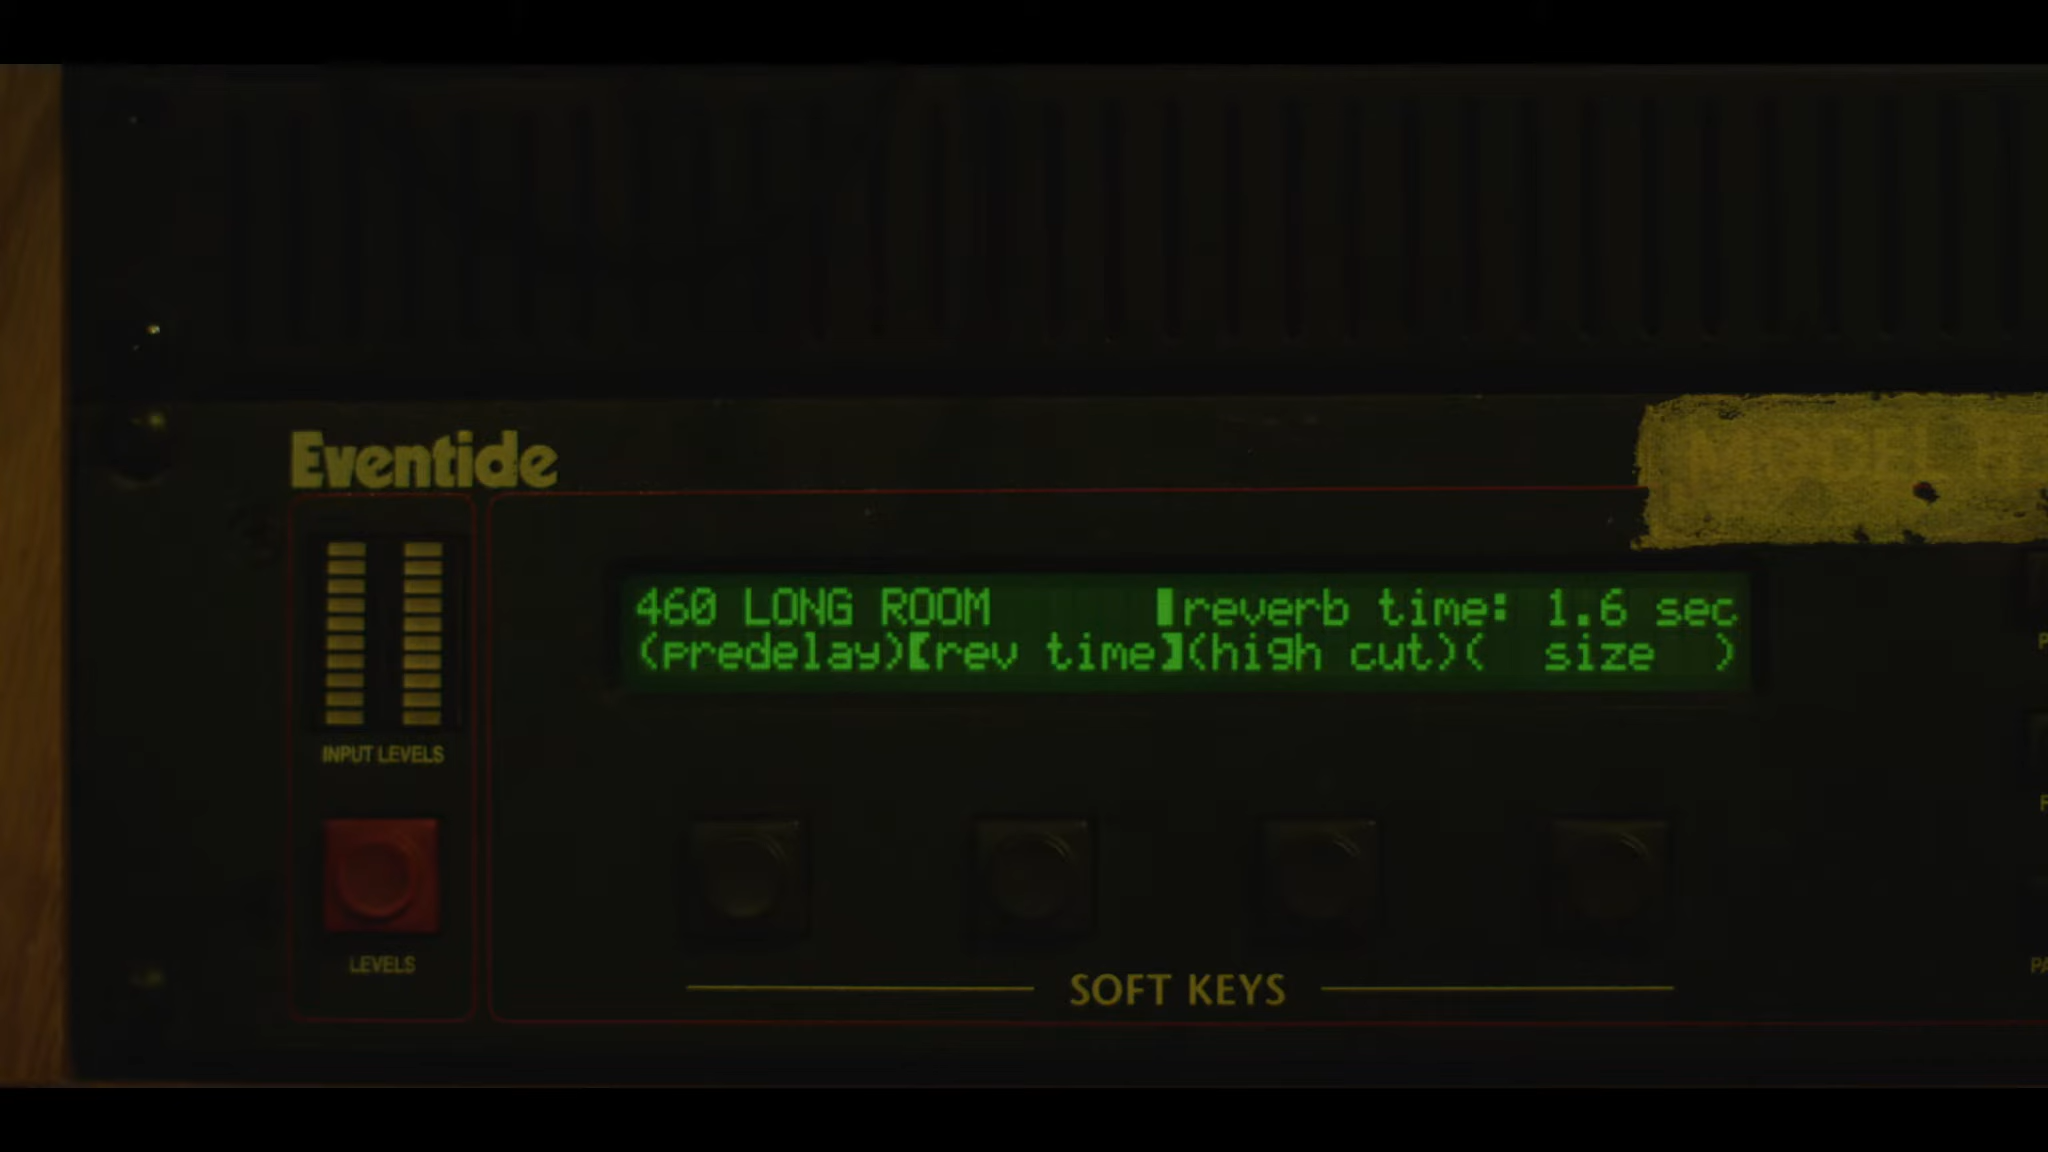 Eventide
MODEL H
460 LONG ROOM reverb time: 1.6 sec
(predelay)[rev time](high cut)( size )
INPUT LEVELS
LEVELS
SOFT KEYS